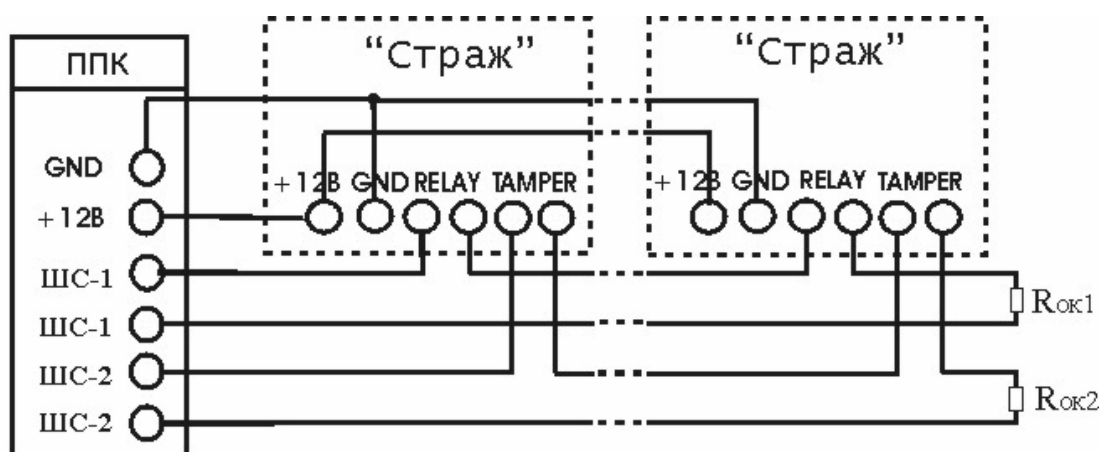 ППК
GND
+12В
ШС-1
ШС-1
ШС-2
ШС-2
“Страж”
+12В GND RELAY TAMPER
“Страж”
+12В GND RELAY TAMPER
Rок1
Rок2